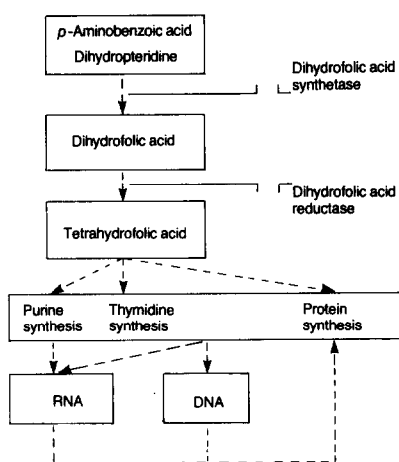 p-Aminobenzoic acid
Dihydropteridine
Dihydrofolic acid
synthetase
Dihydrofolic acid
Dihydrofolic acid
reductase
Tetrahydrofolic acid
Purine
synthesis
Thymidine
synthesis
Protein
synthesis
RNA
DNA